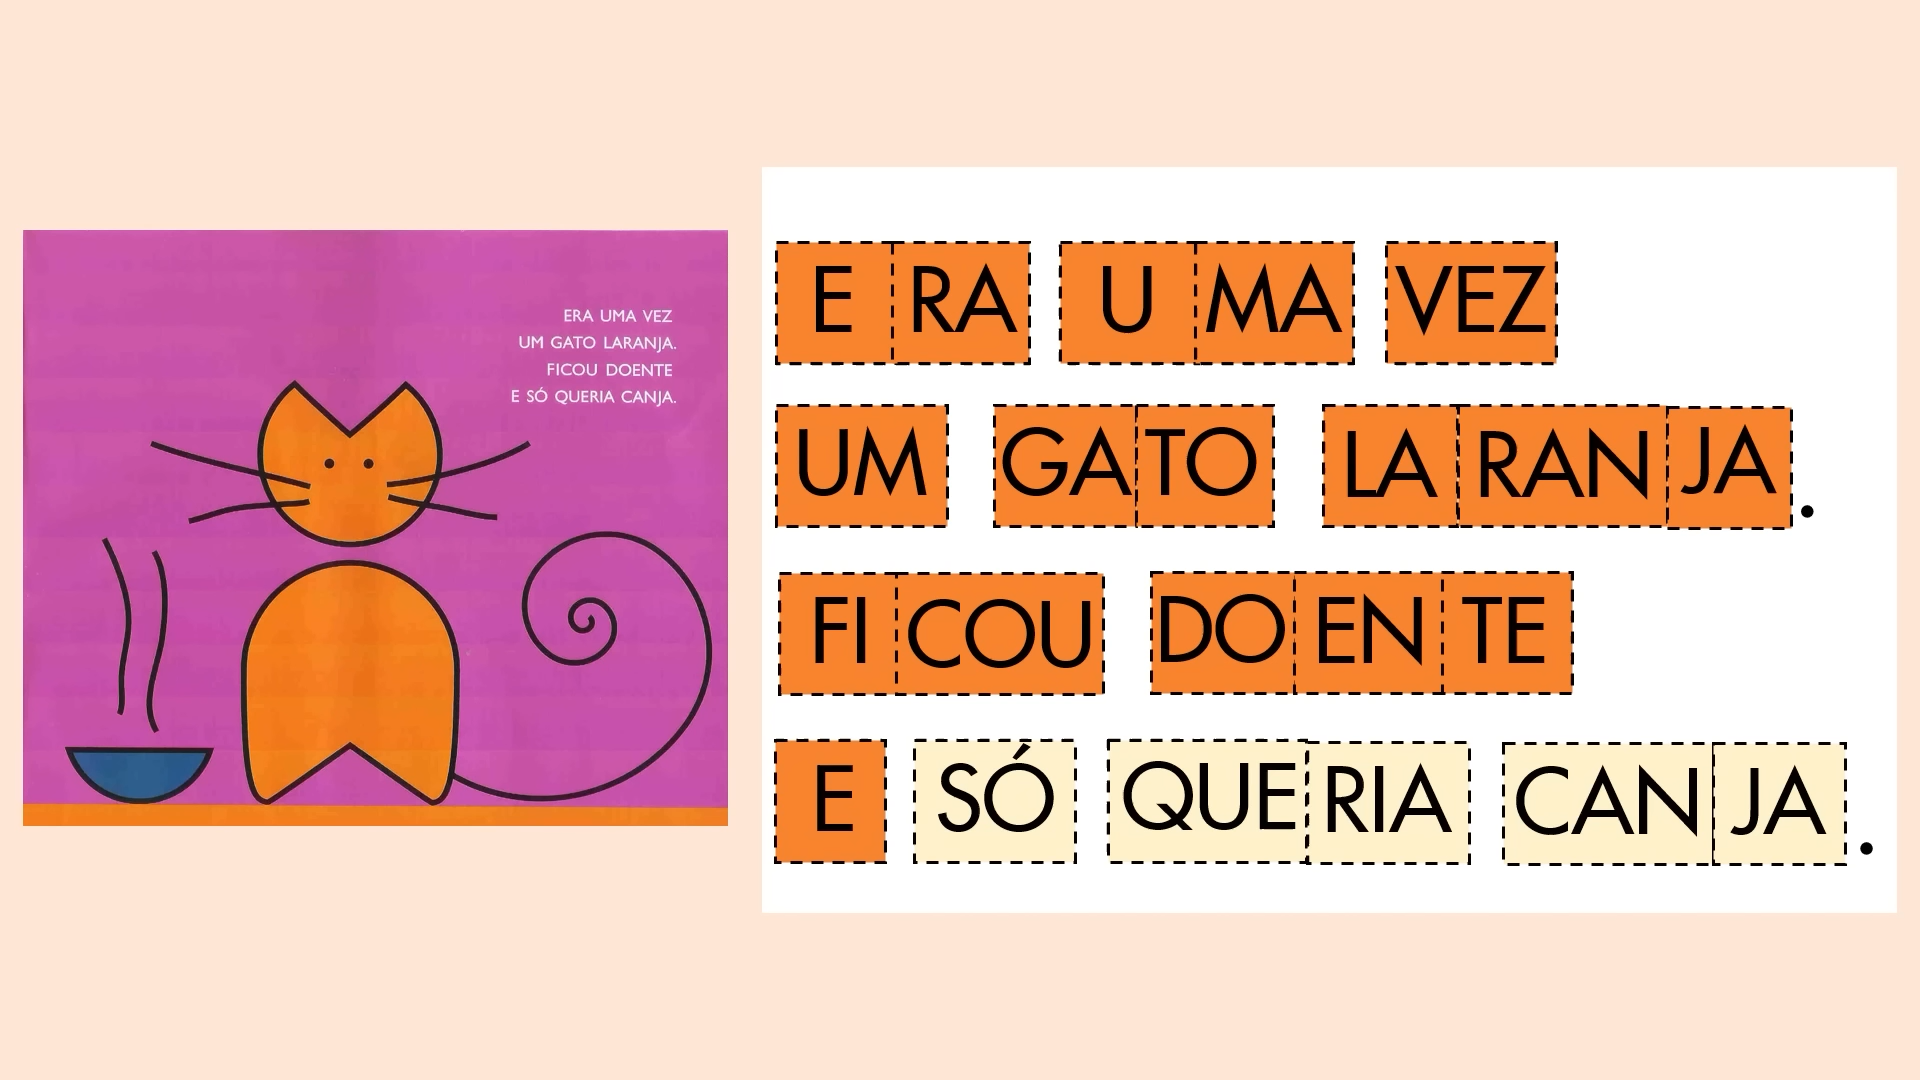 ERA UMA VEZ
UM GATO LARANJA.
FICOU DOENTE
E SÓ QUERIA CANJA.
E RA U MA VEZ
UM GA TO LA RAN JA.
FI COU DO EN TE
E SÓ QUE RIA CAN JA.